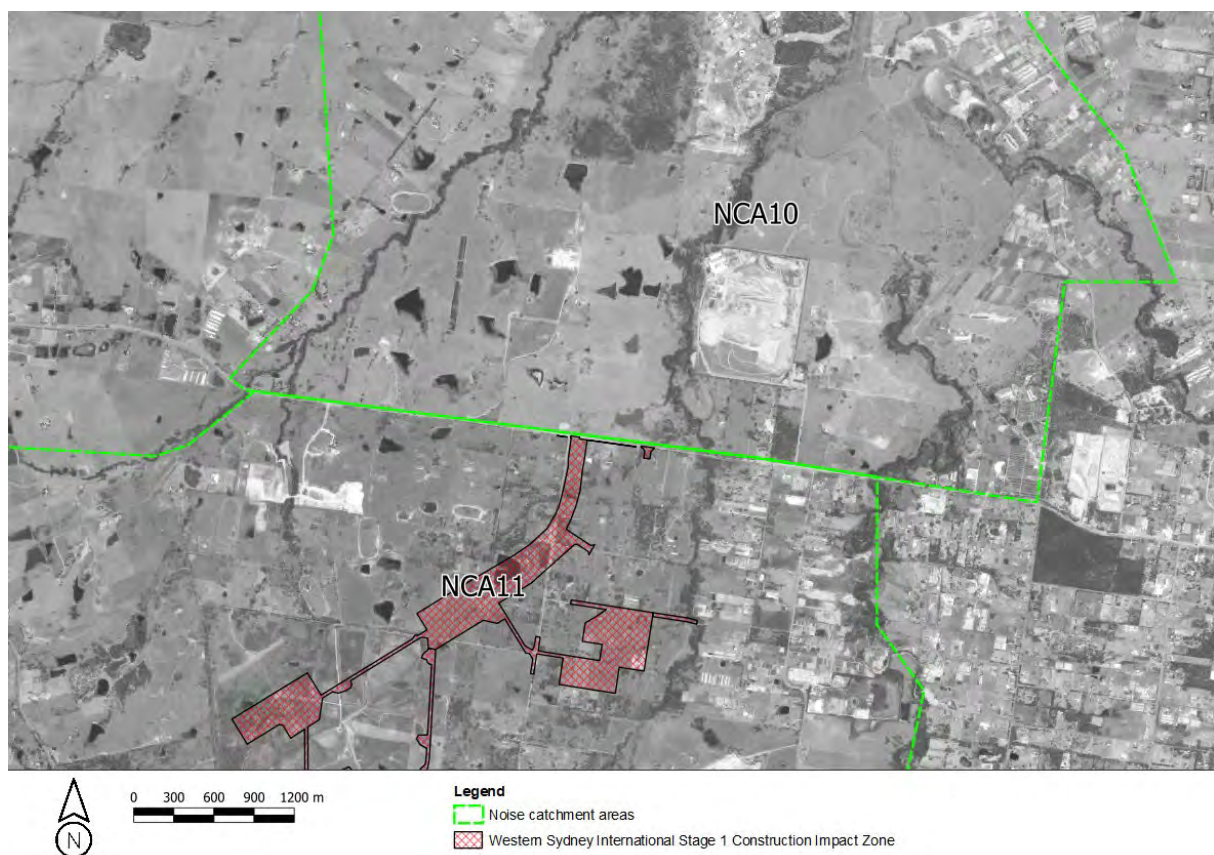 NCA10
NCA11
N
0 300 600 900 1200 m
Legend
Noise catchment areas
Western Sydney International Stage 1 Construction Impact Zone